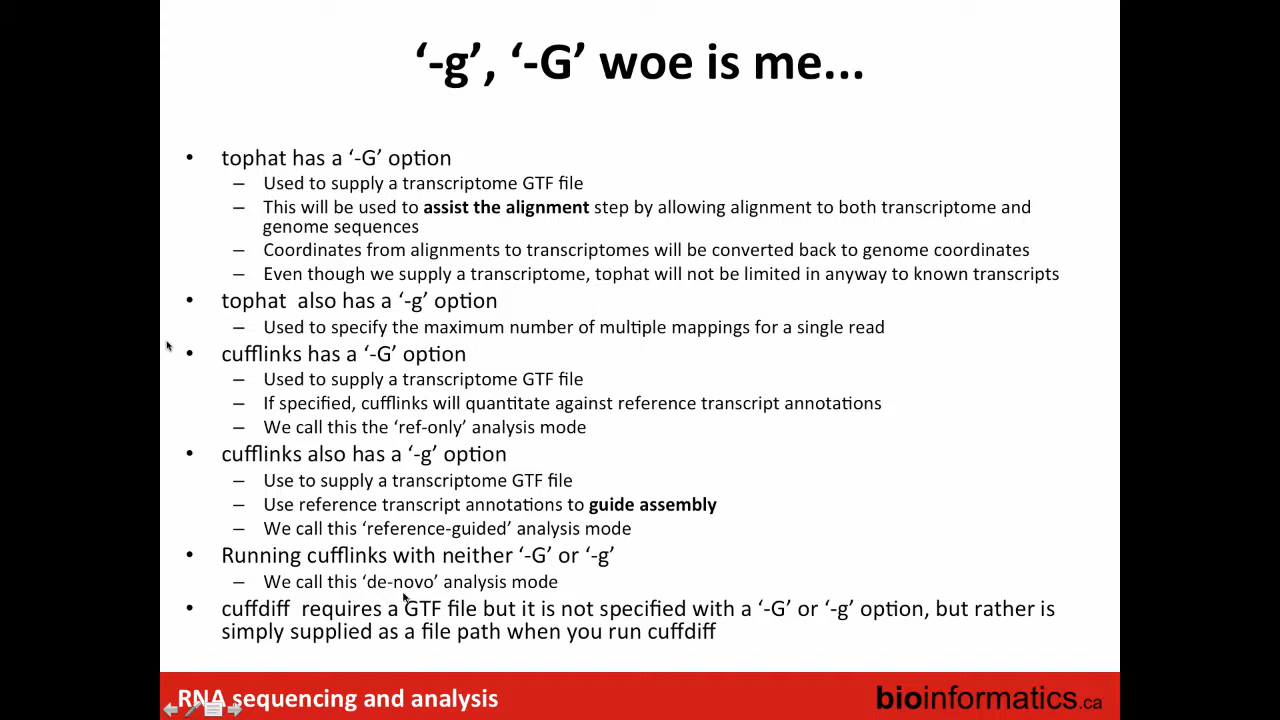 ‘-g’, ‘-G’ woe is me...
• tophat has a ‘-G’ option
– Used to supply a transcriptome GTF file
– This will be used to assist the alignment step by allowing alignment to both transcriptome and
genome sequences
– Coordinates from alignments to transcriptomes will be converted back to genome coordinates
– Even though we supply a transcriptome, tophat will not be limited in anyway to known transcripts
• tophat also has a ‘-g’ option
– Used to specify the maximum number of multiple mappings for a single read
• cufflinks has a ‘-G’ option
– Used to supply a transcriptome GTF file
– If specified, cufflinks will quantitate against reference transcript annotations
– We call this the ‘ref-only’ analysis mode
• cufflinks also has a ‘-g’ option
– Use to supply a transcriptome GTF file
– Use reference transcript annotations to guide assembly
– We call this ‘reference-guided’ analysis mode
• Running cufflinks with neither ‘-G’ or ‘-g’
– We call this ‘de-novo’ analysis mode
• cuffdiff requires a GTF file but it is not specified with a ‘-G’ or ‘-g’ option, but rather is
simply supplied as a file path when you run cuffdiff
RNA sequencing and analysis
bioinformatics.ca